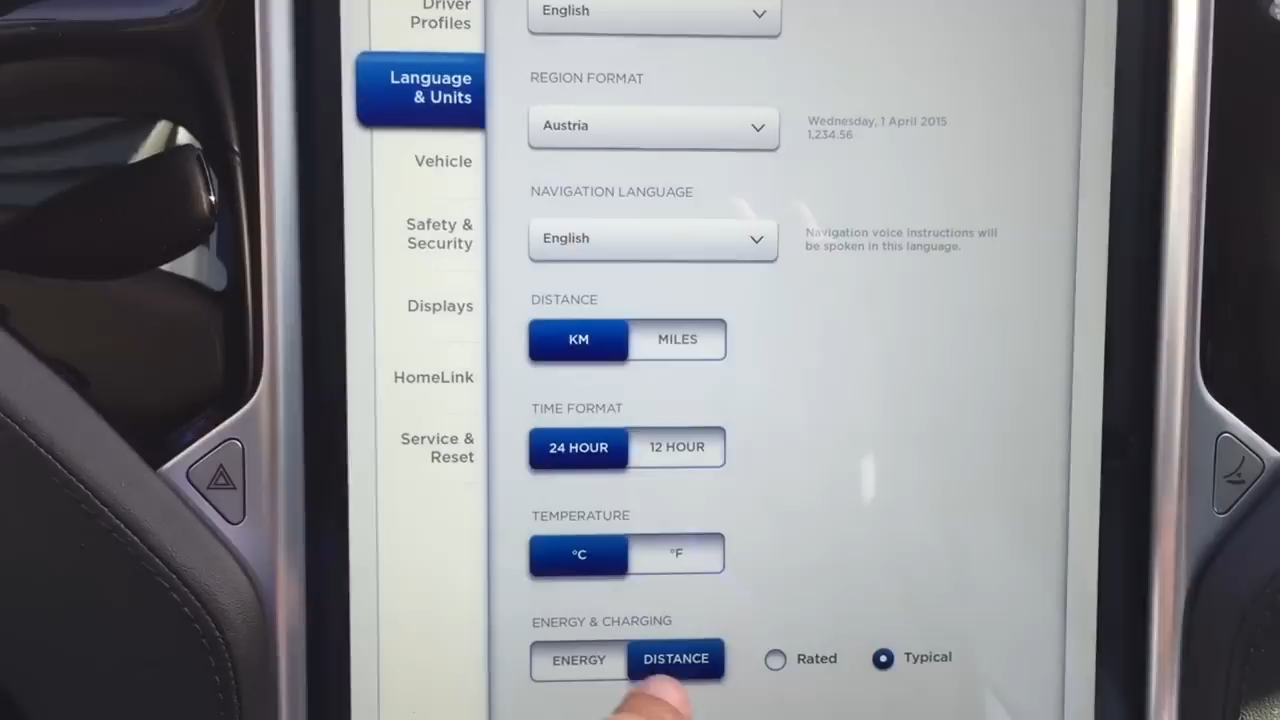 Driver
Profiles
Language
& Units
Vehicle
Safety &
Security
Displays
HomeLink
Service &
Reset
English
REGION FORMAT
Austria
Wednesday, 1 April 2015
1,234.56
NAVIGATION LANGUAGE
English
Navigation voice instructions will
be spoken in this language.
DISTANCE
KM MILES
TIME FORMAT
24 HOUR 12 HOUR
TEMPERATURE
°C °F
ENERGY & CHARGING
ENERGY DISTANCE Rated Typical